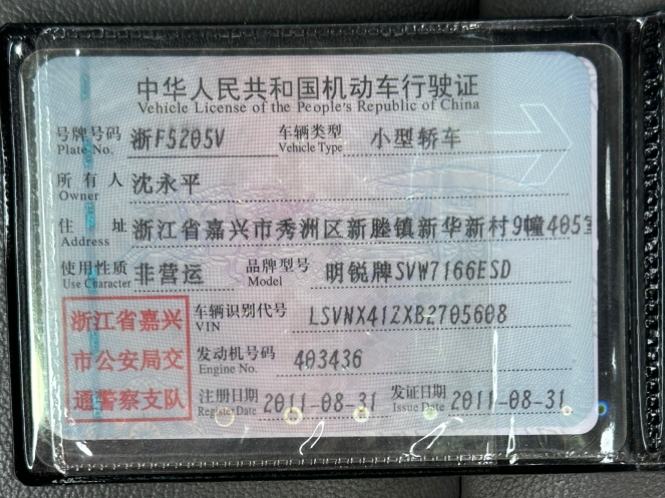 中华人民共和国机动车行驶证
Vehicle License of the People's Republic of China
号牌号码 浙F5205V 车辆类型 小型轿车
Plate No. Vehicle Type
所有人 沈永平
Owner
住址 浙江省嘉兴市秀洲区新塍镇新华新村9幢405室
Address
使用性质 非营运 品牌型号 明锐牌SVW7166ESD
Use Character Model
浙江省嘉兴
市公安局交
通警察支队
车辆识别代号 LSVNX41ZXB2705608
VIN
发动机号码 403436
Engine No.
注册日期 2011-08-31 发证日期 2011-08-31
Register Date Issue Date